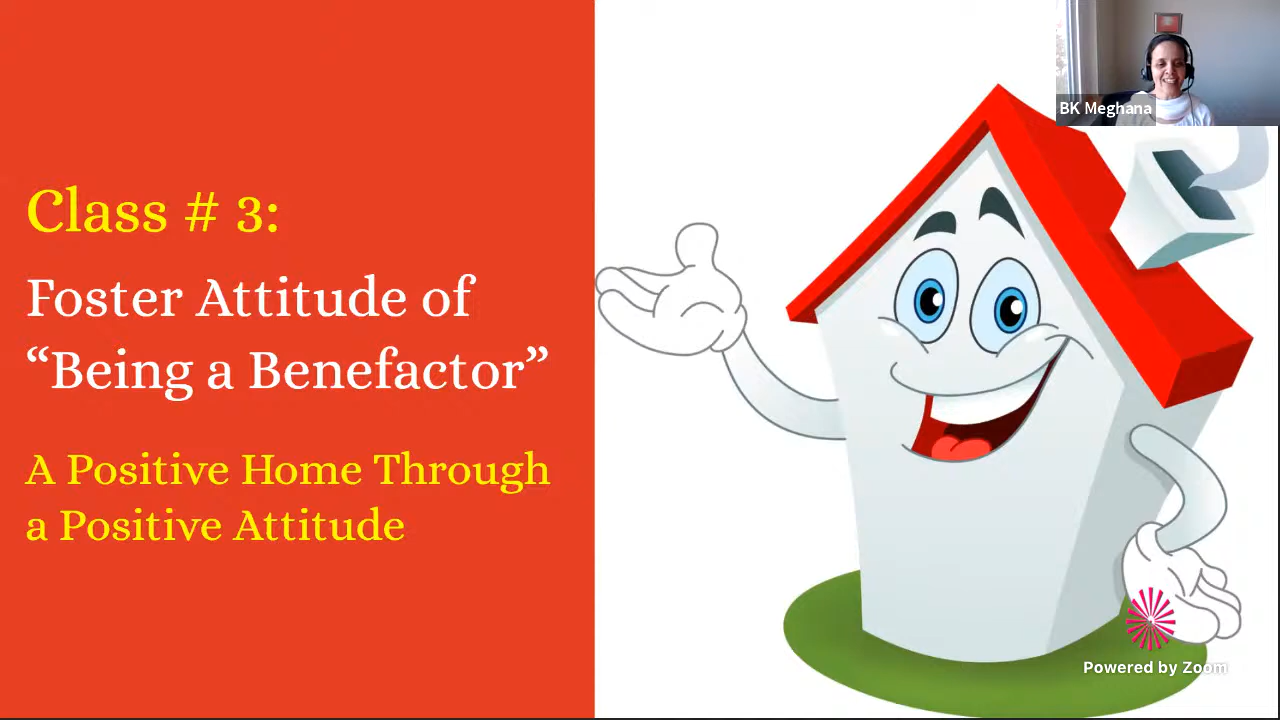 Class # 3:
Foster Attitude of
“Being a Benefactor”
A Positive Home Through
a Positive Attitude
BK Meghana
Powered by Zoom